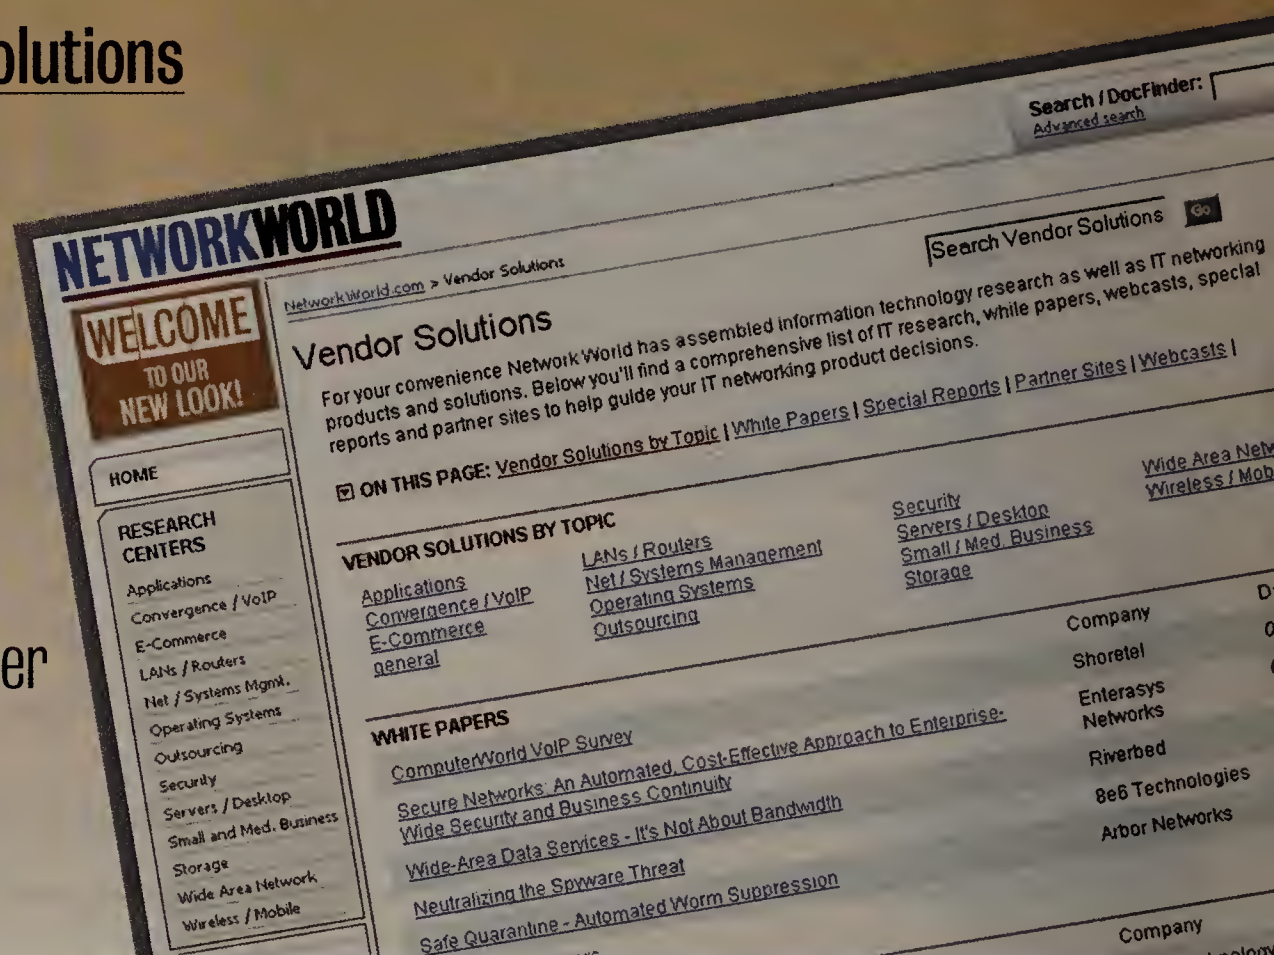 olutions
er
Search / DocFinder:
Advanced search
NETWORKWORLD
WELCOME
TO OUR
NEW LOOK!
HOME
RESEARCH
CENTERS
Applications
Convergence / VoIP
E-Commerce
LANs / Routers
Net / Systems Mgmt.
Operating Systems
Outsourcing
Security
Servers / Desktop
Small and Med. Business
Storage
Wide Area Network
Wireless / Mobile
NetworkWorld.com > Vendor Solutions
Search Vendor Solutions Go
Vendor Solutions
For your convenience Network World has assembled information technology research as well as IT networking
products and solutions. Below you'll find a comprehensive list of IT research, while papers, webcasts, special
reports and partner sites to help guide your IT networking product decisions.
ON THIS PAGE: Vendor Solutions by Topic | White Papers | Special Reports | Partner Sites | Webcasts |
VENDOR SOLUTIONS BY TOPIC
Applications
Convergence / VoIP
E-Commerce
general
LANs / Routers
Net / Systems Management
Operating Systems
Outsourcing
Security
Servers / Desktop
Small / Med. Business
Storage
Wide Area Netw
Wireless / Mob
WHITE PAPERS
Company
D
ComputerWorld VoIP Survey
Shoretel
Secure Networks: An Automated, Cost-Effective Approach to Enterprise-
Wide Security and Business Continuity
Enterasys
Networks
Wide-Area Data Services - It's Not About Bandwidth
Riverbed
Neutralizing the Spyware Threat
8e6 Technologies
Safe Quarantine - Automated Worm Suppression
Arbor Networks
Company